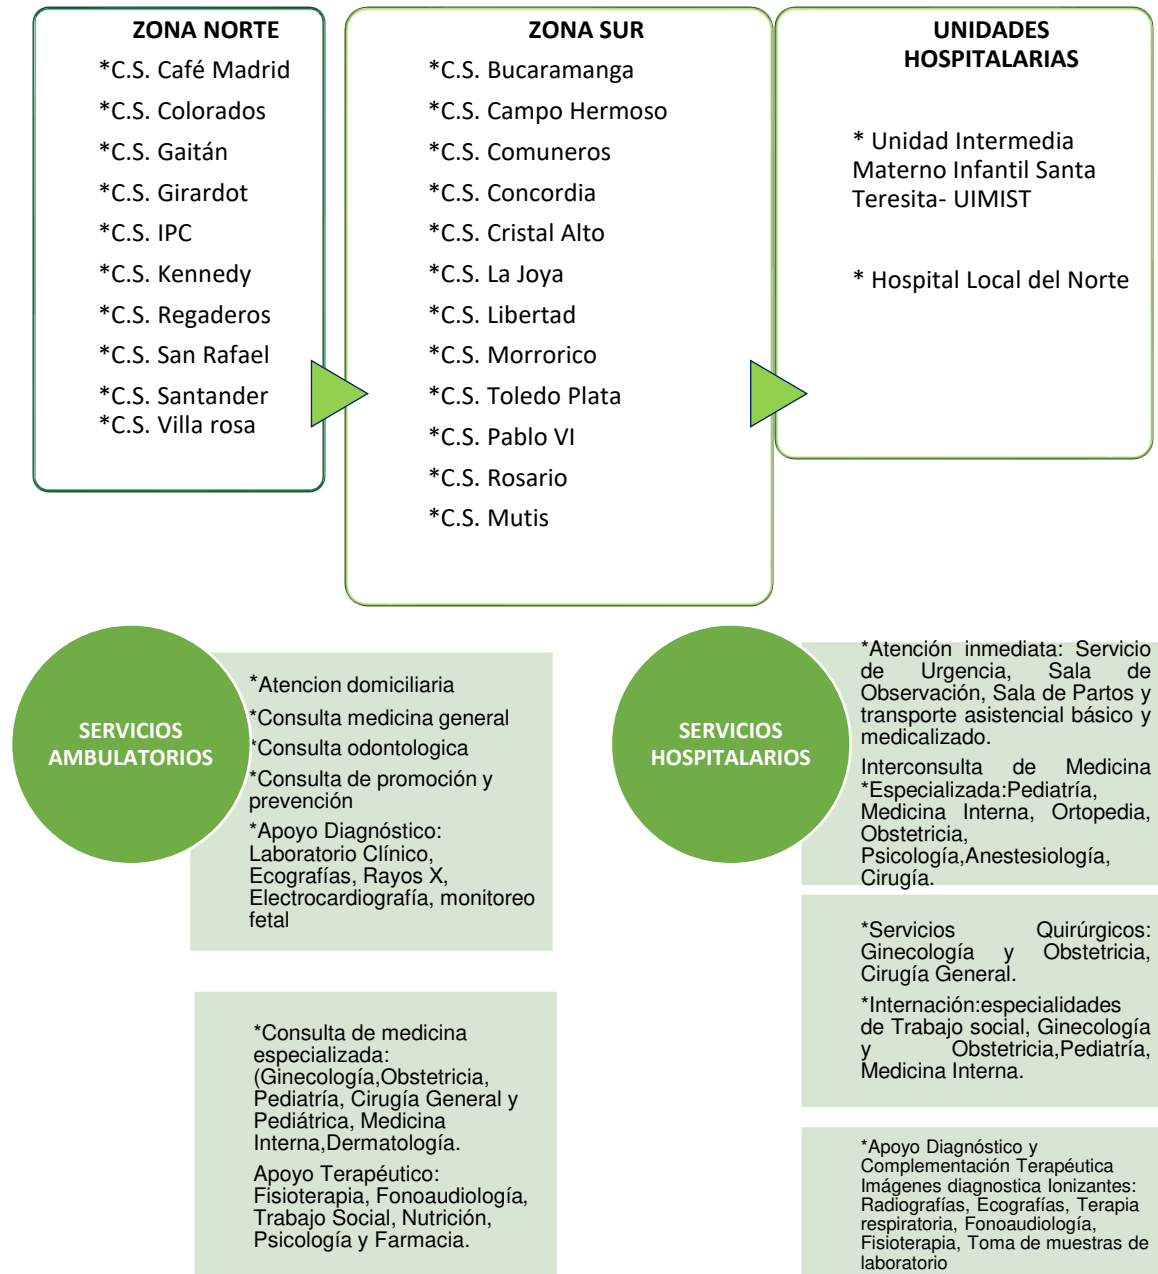 ZONA NORTE
*C.S. Café Madrid
*C.S. Colorados
*C.S. Gaitán
*C.S. Girardot
*C.S. IPC
*C.S. Kennedy
*C.S. Regaderos
*C.S. San Rafael
*C.S. Santander
*C.S. Villa rosa
ZONA SUR
*C.S. Bucaramanga
*C.S. Campo Hermoso
*C.S. Comuneros
*C.S. Concordia
*C.S. Cristal Alto
*C.S. La Joya
*C.S. Libertad
*C.S. Morrorico
*C.S. Toledo Plata
*C.S. Pablo VI
*C.S. Rosario
*C.S. Mutis
UNIDADES
HOSPITALARIAS
* Unidad Intermedia
Materno Infantil Santa
Teresita- UIMIST
* Hospital Local del Norte
SERVICIOS
AMBULATORIOS
*Atencion domiciliaria
*Consulta medicina general
*Consulta odontologica
*Consulta de promoción y
prevención
*Apoyo Diagnóstico:
Laboratorio Clínico,
Ecografías, Rayos X,
Electrocardiografía, monitoreo
fetal
*Consulta de medicina
especializada:
(Ginecología,Obstetricia,
Pediatría, Cirugía General y
Pediátrica, Medicina
Interna,Dermatología.
Apoyo Terapéutico:
Fisioterapia, Fonoaudiología,
Trabajo Social, Nutrición,
Psicología y Farmacia.
SERVICIOS
HOSPITALARIOS
*Atención inmediata: Servicio
de Urgencia, Sala de
Observación, Sala de Partos y
transporte asistencial básico y
medicalizado.
Interconsulta de Medicina
*Especializada:Pediatría,
Medicina Interna, Ortopedia,
Obstetricia,
Psicología,Anestesiología,
Cirugía.
*Servicios Quirúrgicos:
Ginecología y Obstetricia,
Cirugía General.
*Internación:especialidades
de Trabajo social, Ginecología
y Obstetricia,Pediatría,
Medicina Interna.
*Apoyo Diagnóstico y
Complementación Terapéutica
Imágenes diagnostica Ionizantes:
Radiografías, Ecografías, Terapia
respiratoria, Fonoaudiología,
Fisioterapia, Toma de muestras de
laboratorio